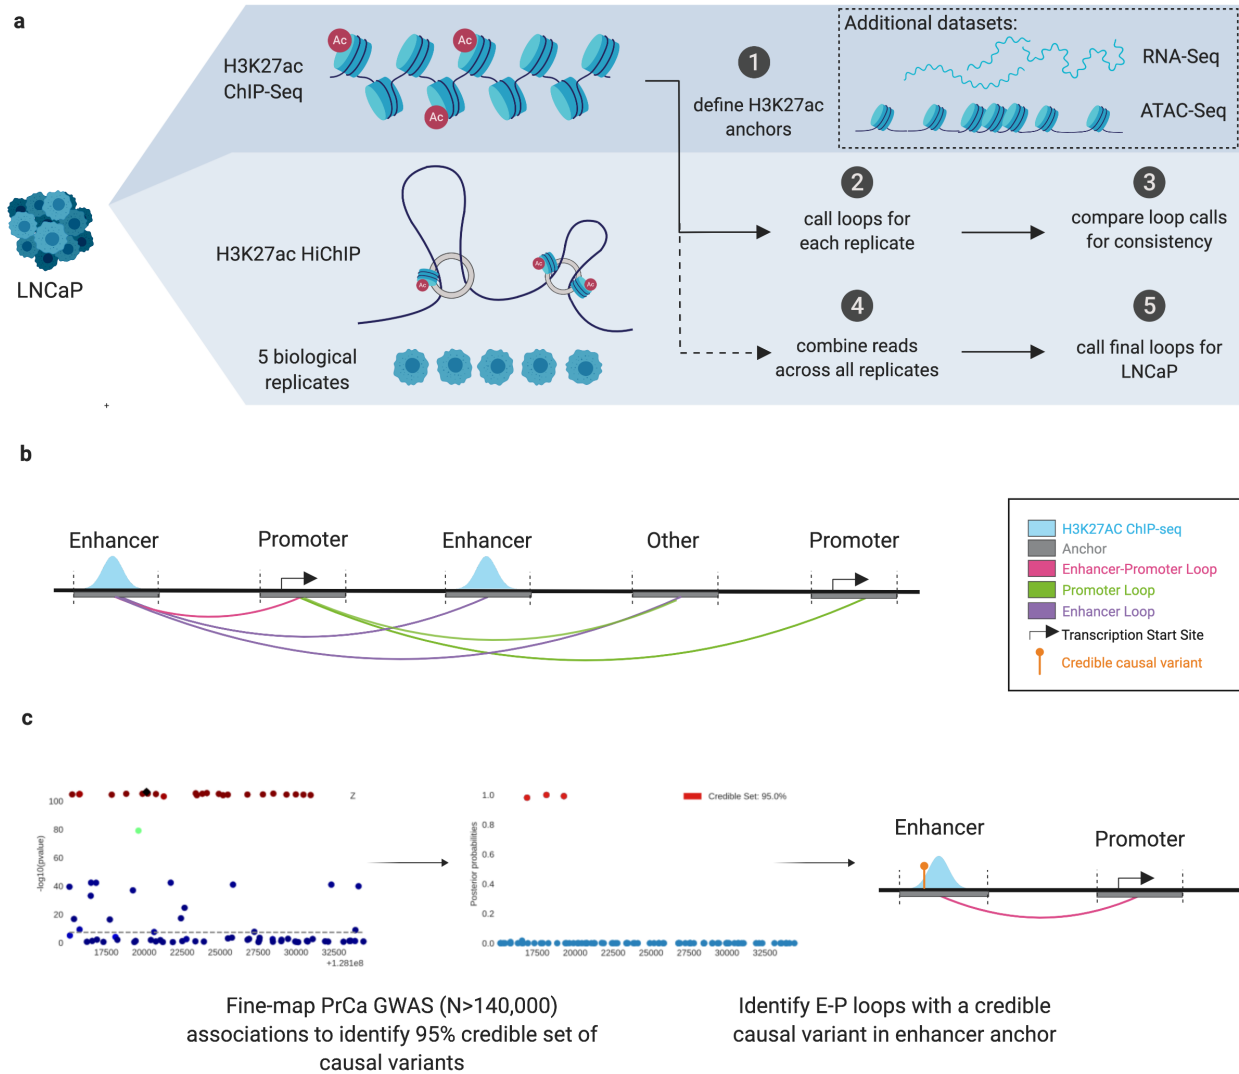 a
H3K27ac
ChIP-Seq
Ac
Ac
Ac
1
define H3K27ac
anchors
Additional datasets:
RNA-Seq
ATAC-Seq
LNCaP
H3K27ac HiChIP
Ac
Ac
Ac
5 biological
replicates
2
call loops for
each replicate
3
compare loop calls
for consistency
4
combine reads
across all replicates
5
call final loops for
LNCaP
+
b
Enhancer
Promoter
Enhancer
Other
Promoter
H3K27AC ChIP-seq
Anchor
Enhancer-Promoter Loop
Promoter Loop
Enhancer Loop
Transcription Start Site
Credible causal variant
c
-log10(pvalue)
100
80
60
40
20
0
17500 20000 22500 25000 27500 30000 32500
+1.281e8
Z
Posterior probabilities
1.0
0.8
0.6
0.4
0.2
0.0
17500 20000 22500 25000 27500 30000 32500
Credible Set: 95.0%
Enhancer
Promoter
Fine-map PrCa GWAS (N>140,000)
associations to identify 95% credible set of
causal variants
Identify E-P loops with a credible
causal variant in enhancer anchor